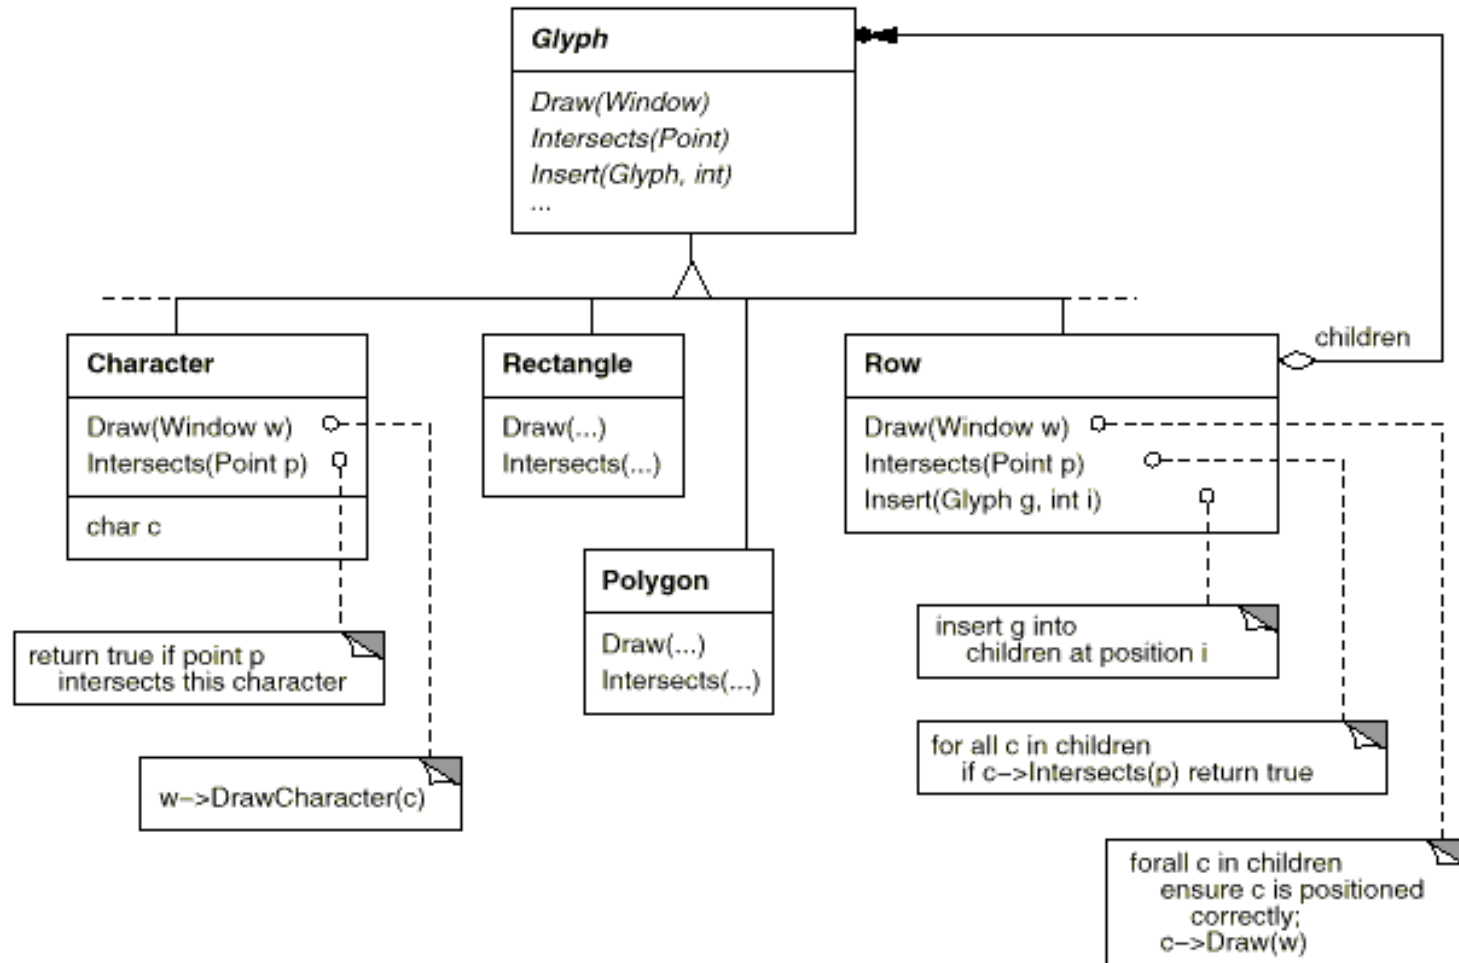 Glyph
Draw(Window)
Intersects(Point)
Insert(Glyph, int)
...
children
Character
Draw(Window w)
Intersects(Point p)
char c
Rectangle
Draw(...)
Intersects(...)
Row
Draw(Window w)
Intersects(Point p)
Insert(Glyph g, int i)
Polygon
Draw(...)
Intersects(...)
return true if point p
intersects this character
w->DrawCharacter(c)
insert g into
children at position i
for all c in children
if c->Intersects(p) return true
forall c in children
ensure c is positioned
correctly;
c->Draw(w)